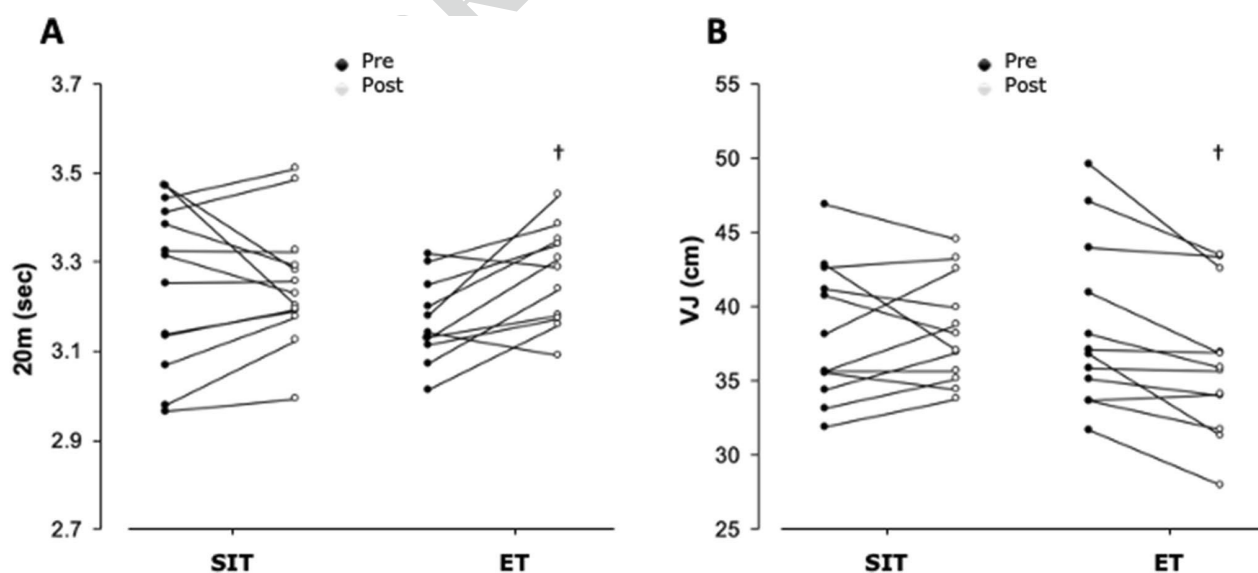 A
Pre
Post
3.7
3.5
3.3
3.1
2.9
2.7
20m (sec)
†
SIT
ET
B
Pre
Post
55
50
45
40
35
30
25
VJ (cm)
†
SIT
ET